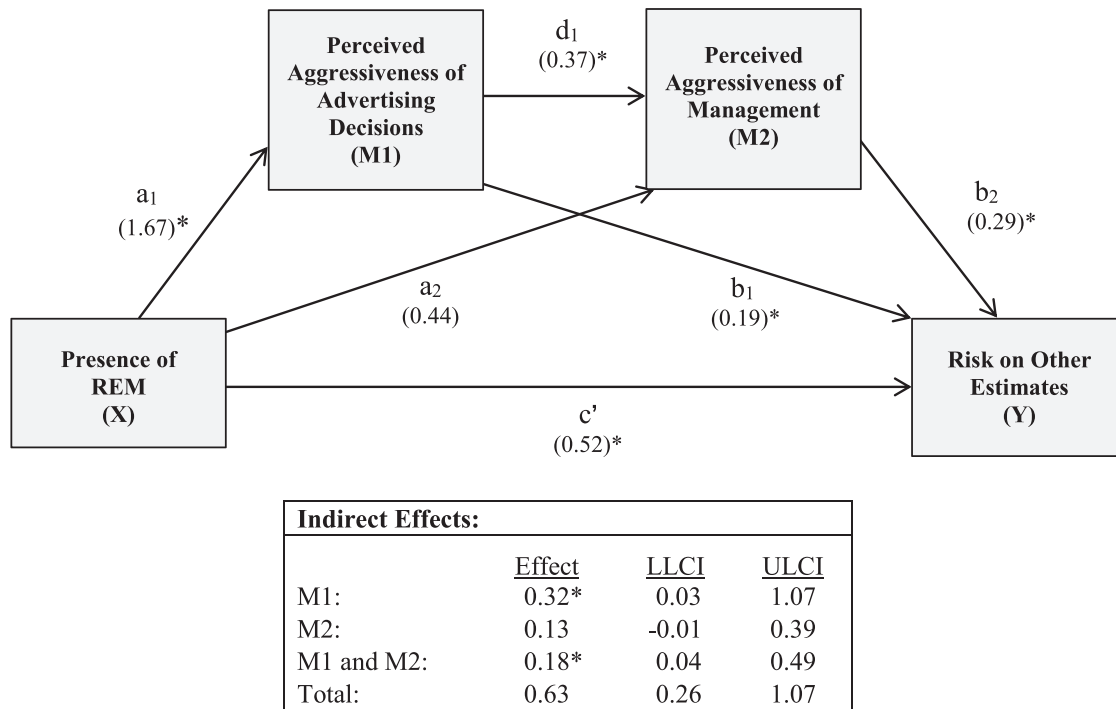 Perceived
Aggressiveness of
Advertising
Decisions
(M1)
d1
(0.37)*
Perceived
Aggressiveness of
Management
(M2)
a1
(1.67)*
b2
(0.29)*
a2
(0.44)
b1
(0.19)*
Presence of
REM
(X)
Risk on Other
Estimates
(Y)
c’
(0.52)*
Indirect Effects:
Effect LLCI ULCI
M1: 0.32* 0.03 1.07
M2: 0.13 -0.01 0.39
M1 and M2: 0.18* 0.04 0.49
Total: 0.63 0.26 1.07